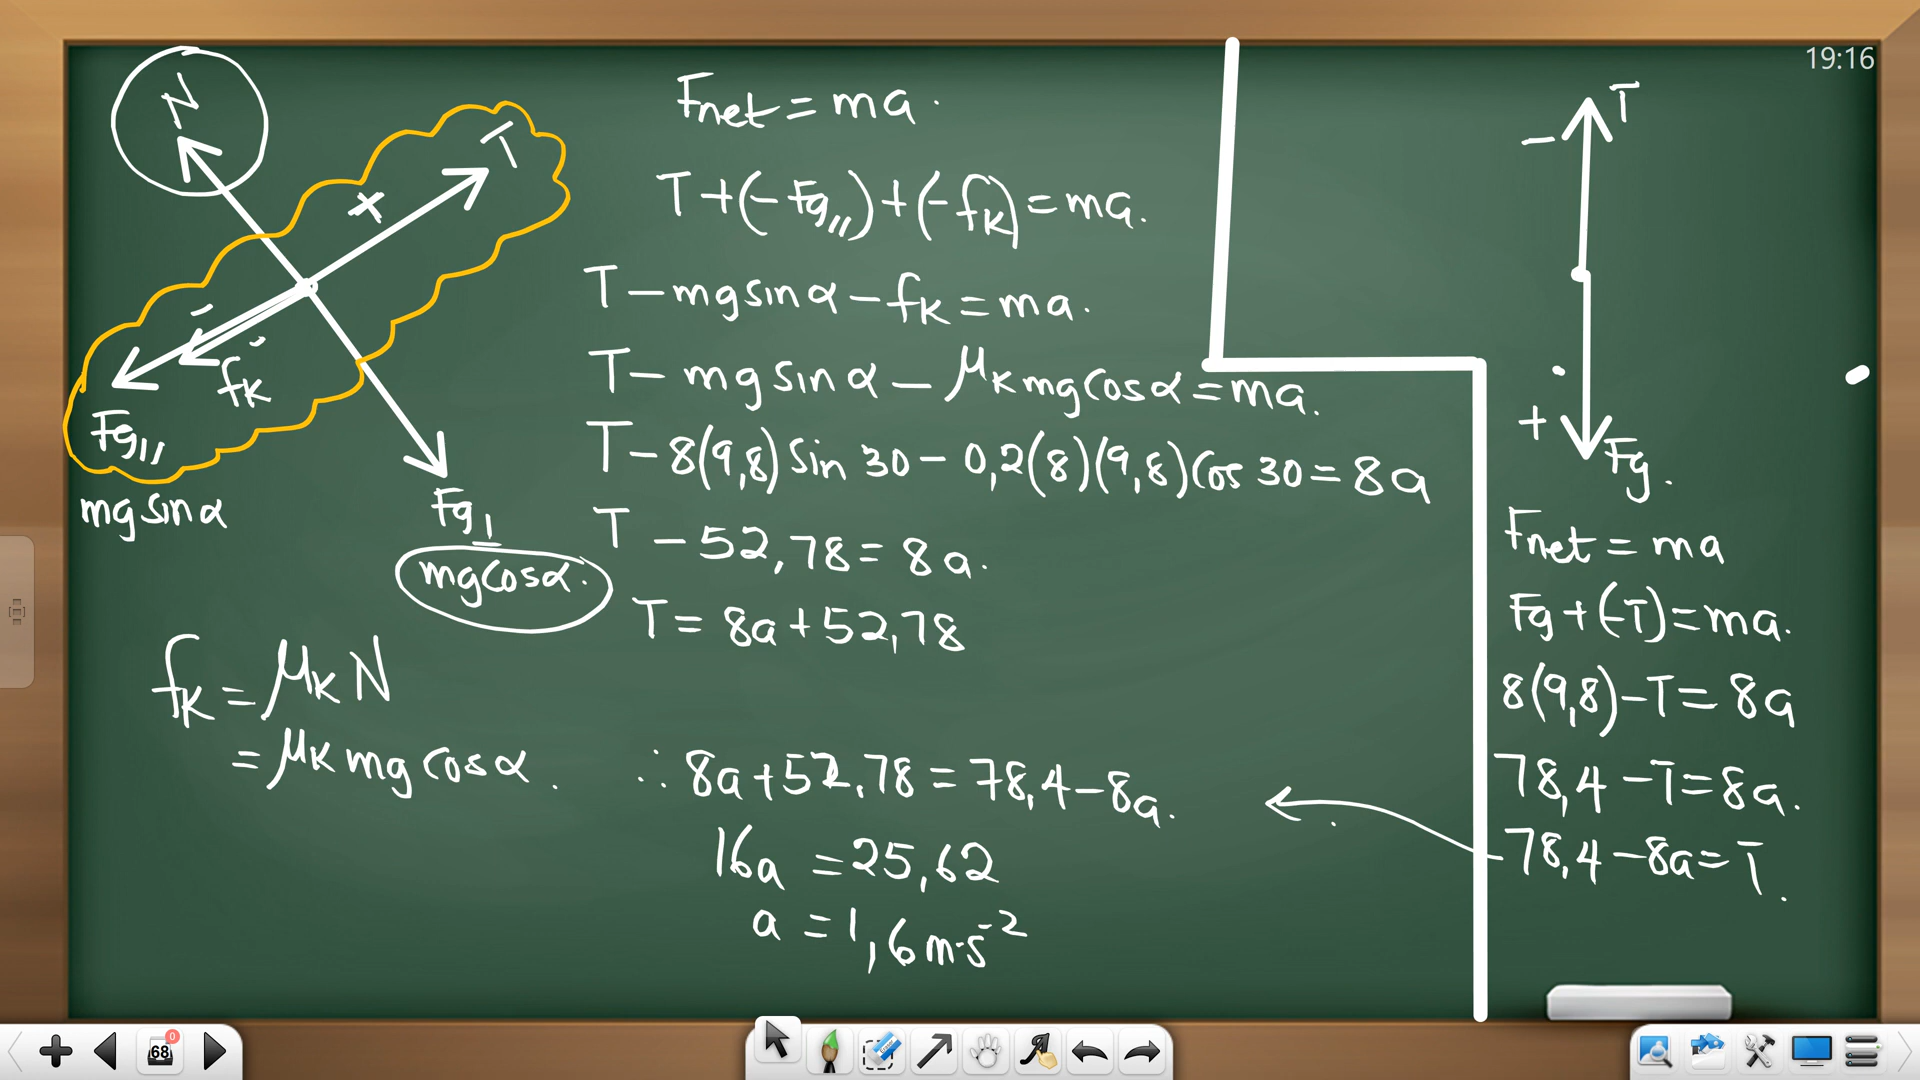 19:16
N
T
+
-
-
fk
Fg//
mg sin α
Fg⊥
mg cos α.
fk = μk N
= μk mg cos α.
Fnet = ma.
T + (-Fg//) + (-fk) = ma.
T - mg sin α - fk = ma.
T - mg sin α - μk mg cos α = ma.
T - 8(9,8) sin 30 - 0,2(8)(9,8) cos 30 = 8a
T - 52,78 = 8a.
T = 8a + 52,78
∴ 8a + 52,78 = 78,4 - 8a.
16a = 25,62
a = 1,6 m·s⁻²
T
-
+
Fg.
Fnet = ma
Fg + (-T) = ma.
8(9,8) - T = 8a
78,4 - T = 8a.
78,4 - 8a = T.
68
0